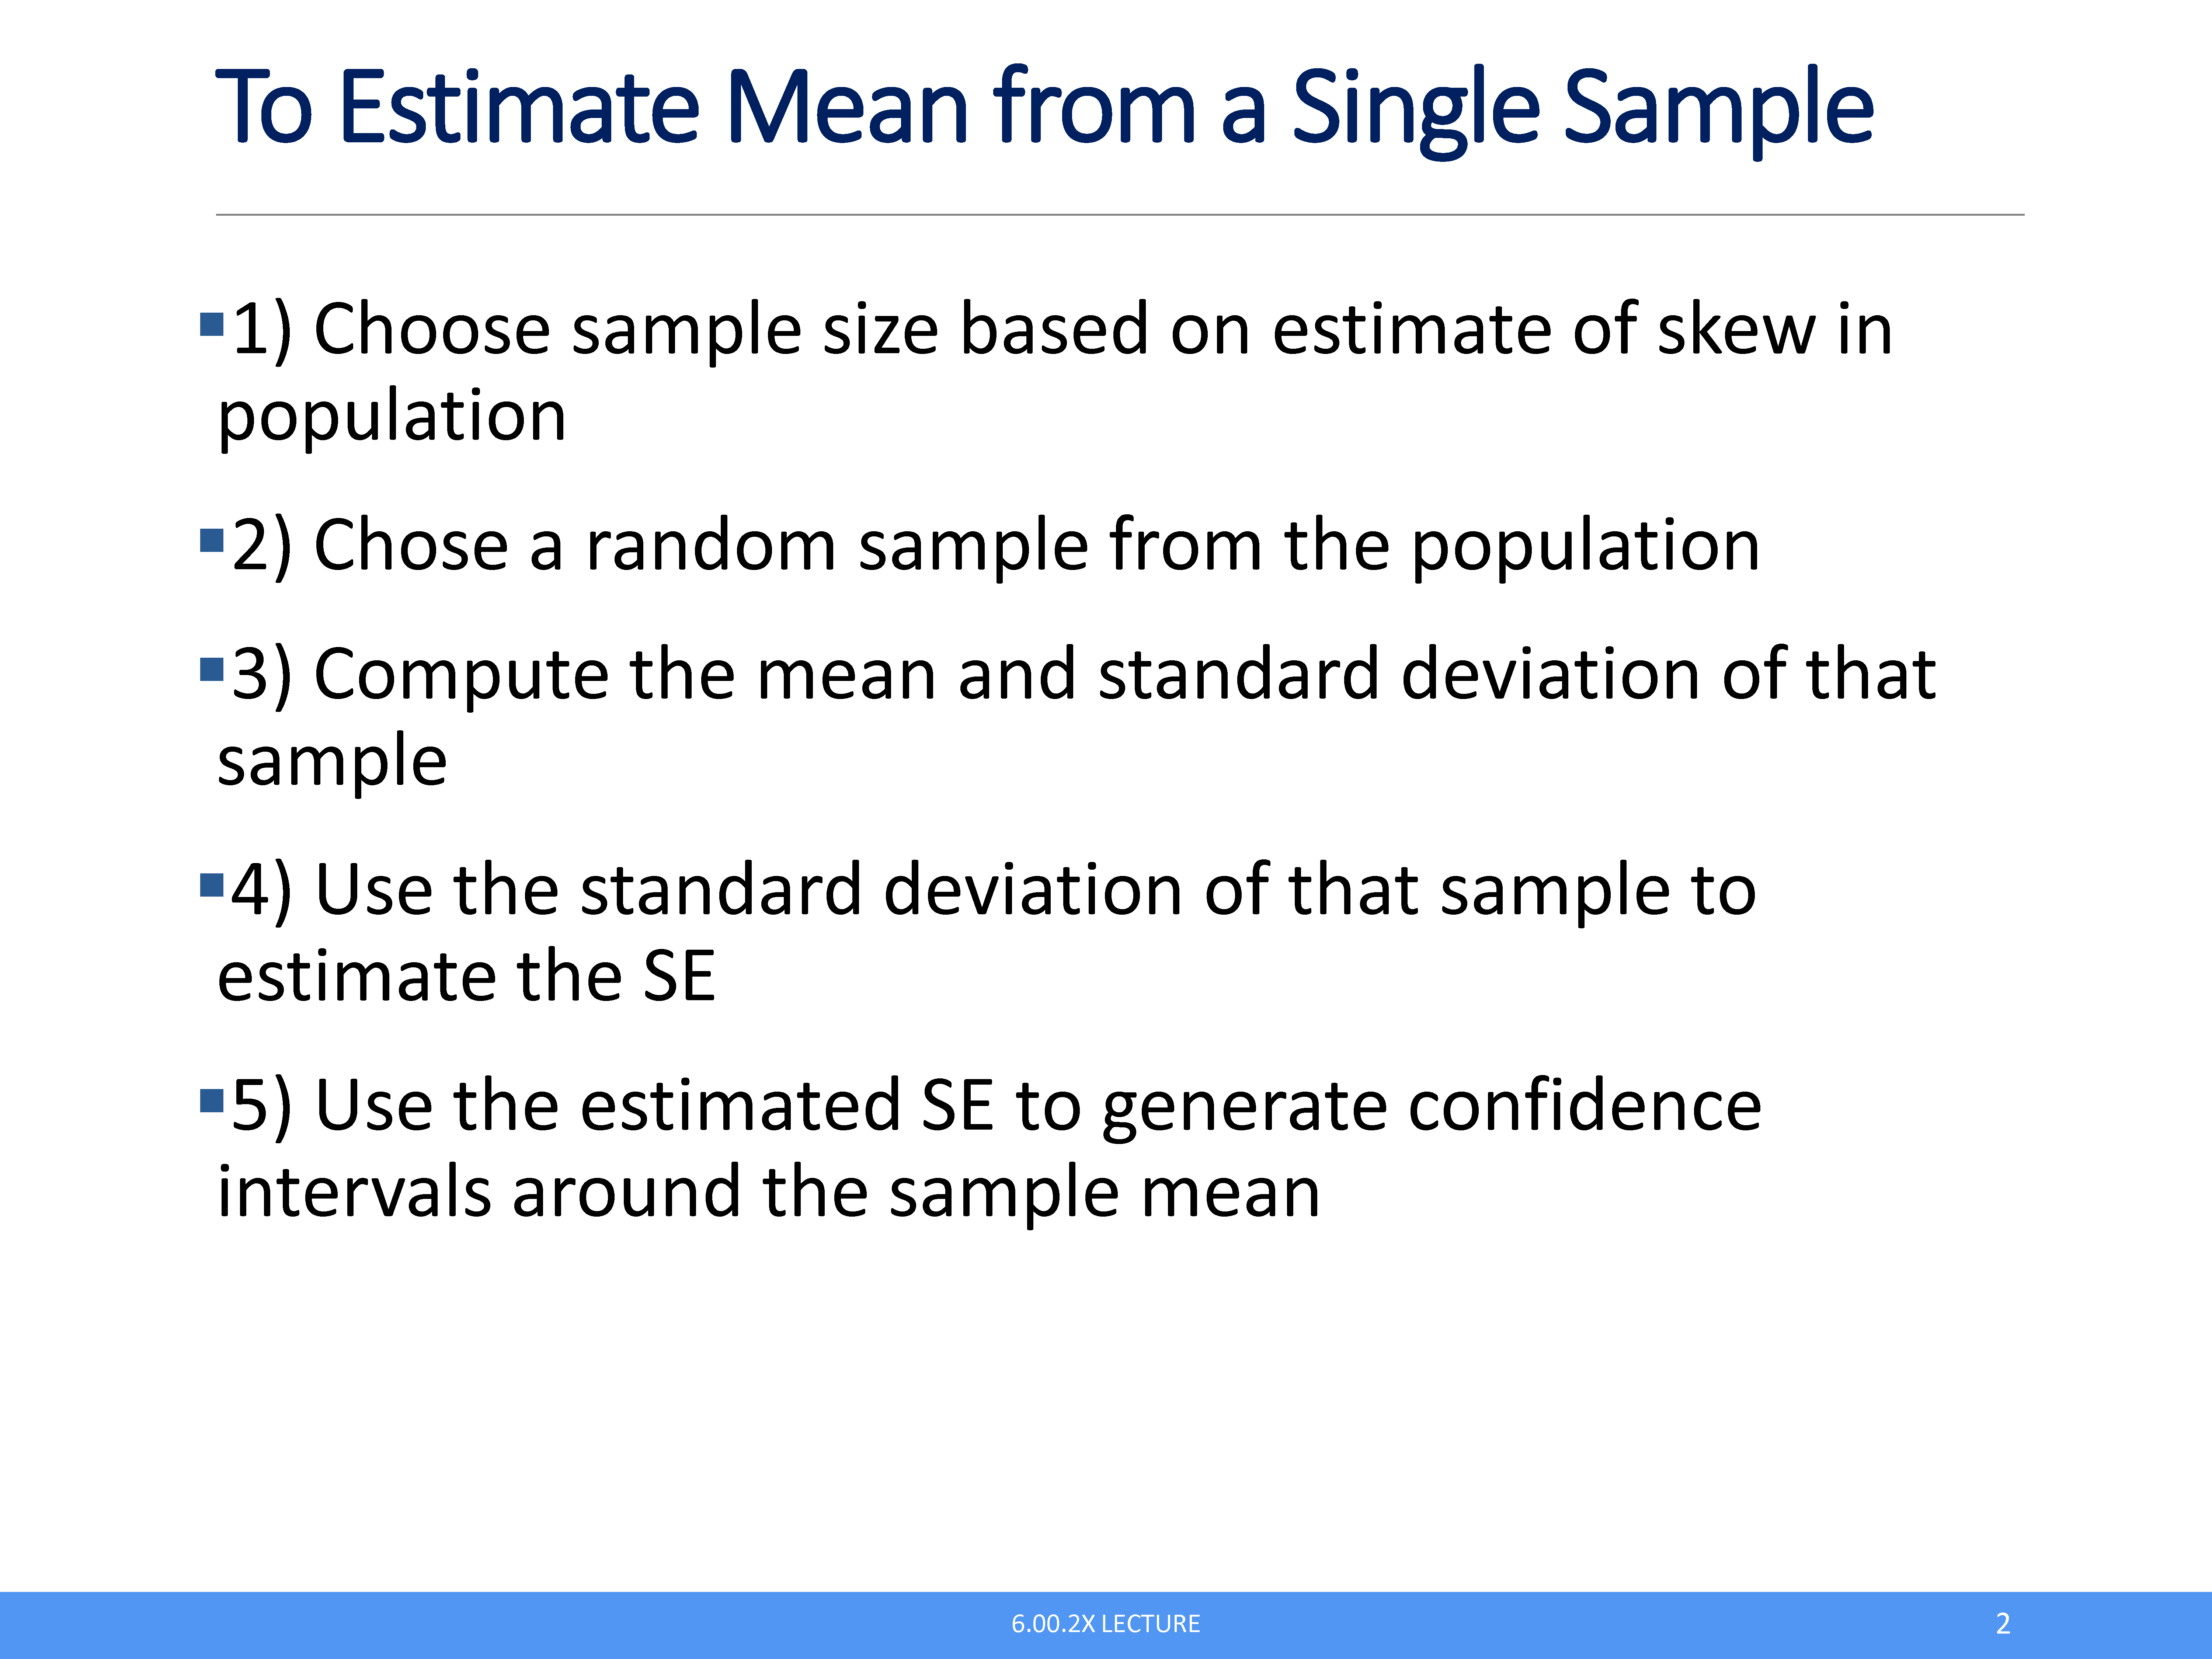 To Estimate Mean from a Single Sample
▪1) Choose sample size based on estimate of skew in
population
▪2) Chose a random sample from the population
▪3) Compute the mean and standard deviation of that
sample
▪4) Use the standard deviation of that sample to
estimate the SE
▪5) Use the estimated SE to generate confidence
intervals around the sample mean
6.00.2X LECTURE
2